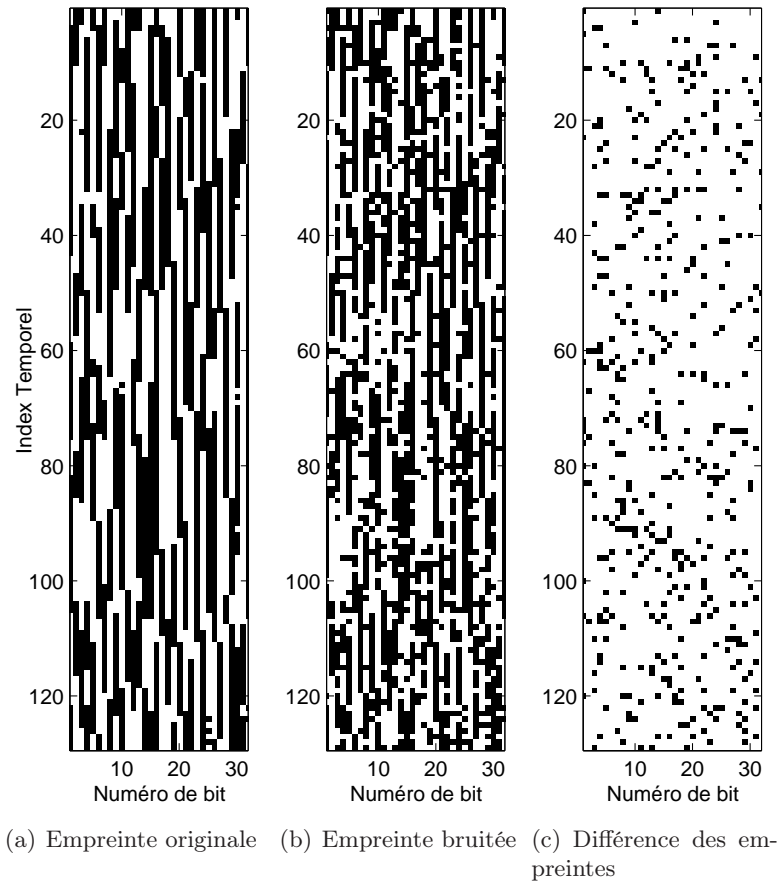 20
40
60
80
100
120
Index Temporel
10 20 30
Numéro de bit
20
40
60
80
100
120
10 20 30
Numéro de bit
20
40
60
80
100
120
10 20 30
Numéro de bit
(a) Empreinte originale
(b) Empreinte bruitée
(c) Différence des em-
preintes